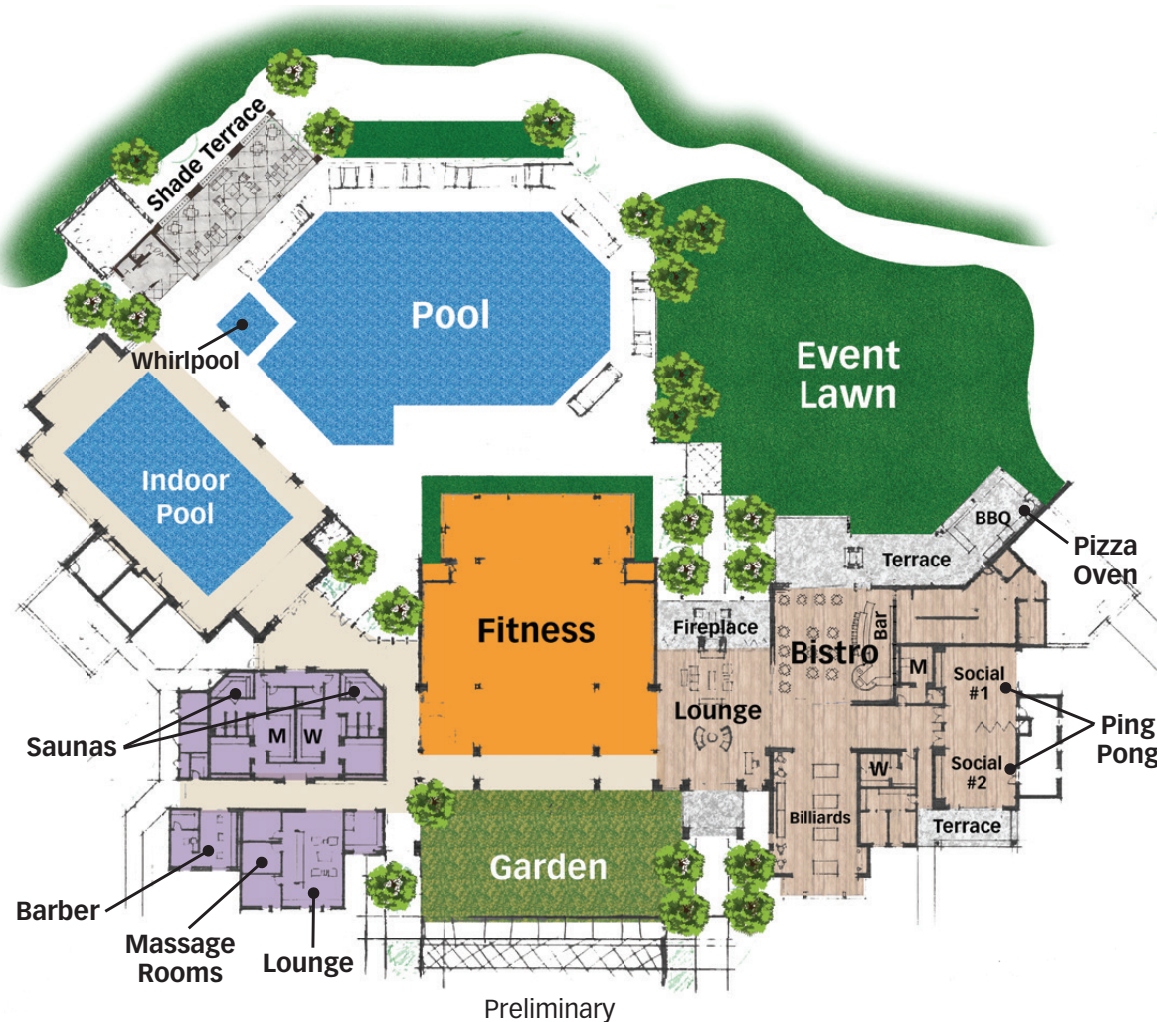 Shade Terrace
Pool
Whirlpool
Event
Lawn
Indoor
Pool
BBQ
Pizza
Oven
Terrace
Fitness
Fireplace
Bar
Bistro
M
Social
#1
Lounge
Ping
Pong
Saunas
M
W
W
Social
#2
Billiards
Terrace
Garden
Barber
Massage
Rooms
Lounge
Preliminary